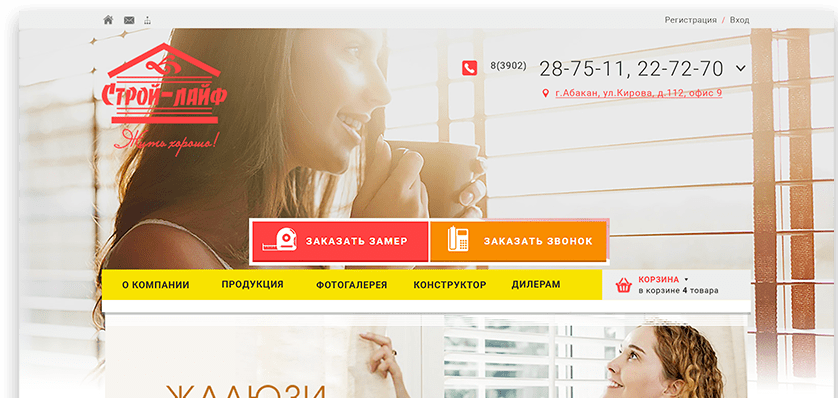 Регистрация / Вход
Строй-лайф
Жить хорошо!
8(3902) 28-75-11, 22-72-70
г.Абакан, ул.Кирова, д.112, офис 9
ЗАКАЗАТЬ ЗАМЕР
ЗАКАЗАТЬ ЗВОНОК
О КОМПАНИИ
ПРОДУКЦИЯ
ФОТОГАЛЕРЕЯ
КОНСТРУКТОР
ДИЛЕРАМ
КОРЗИНА
в корзине 4 товара
ЖАЛЮЗИ